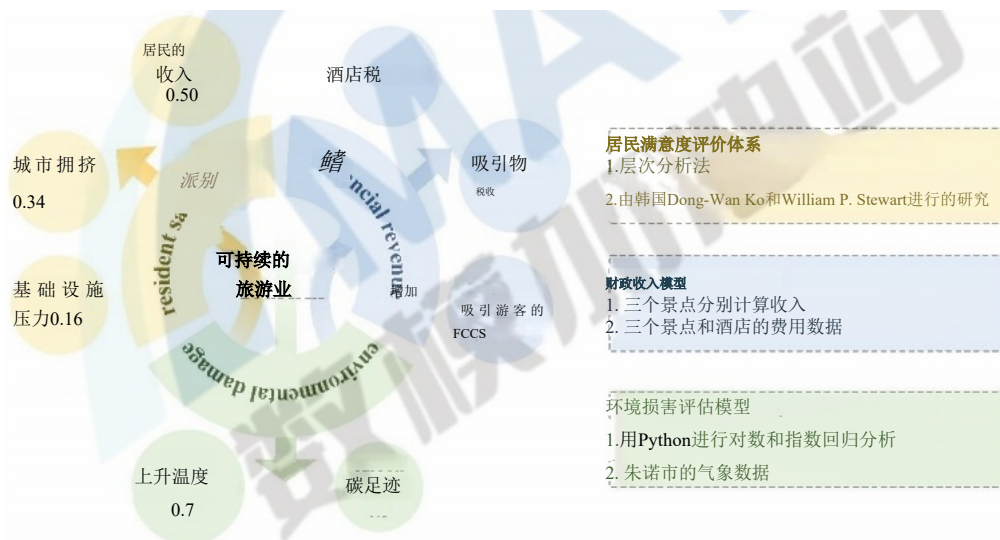 居民的
收入
0.50
酒店税
城市拥挤
0.34
派别
鳍
吸引物
税收
resident sa
ncial revenue
可持续的
旅游业
基础设施
压力0.16
增加
吸引游客的
FCCS
environmental damage
上升温度
0.7
碳足迹
居民满意度评价体系
1.层次分析法
2.由韩国Dong-Wan Ko和William P. Stewart进行的研究
财政收入模型
1. 三个景点分别计算收入
2. 三个景点和酒店的费用数据
环境损害评估模型
1.用Python进行对数和指数回归分析
2. 朱诺市的气象数据